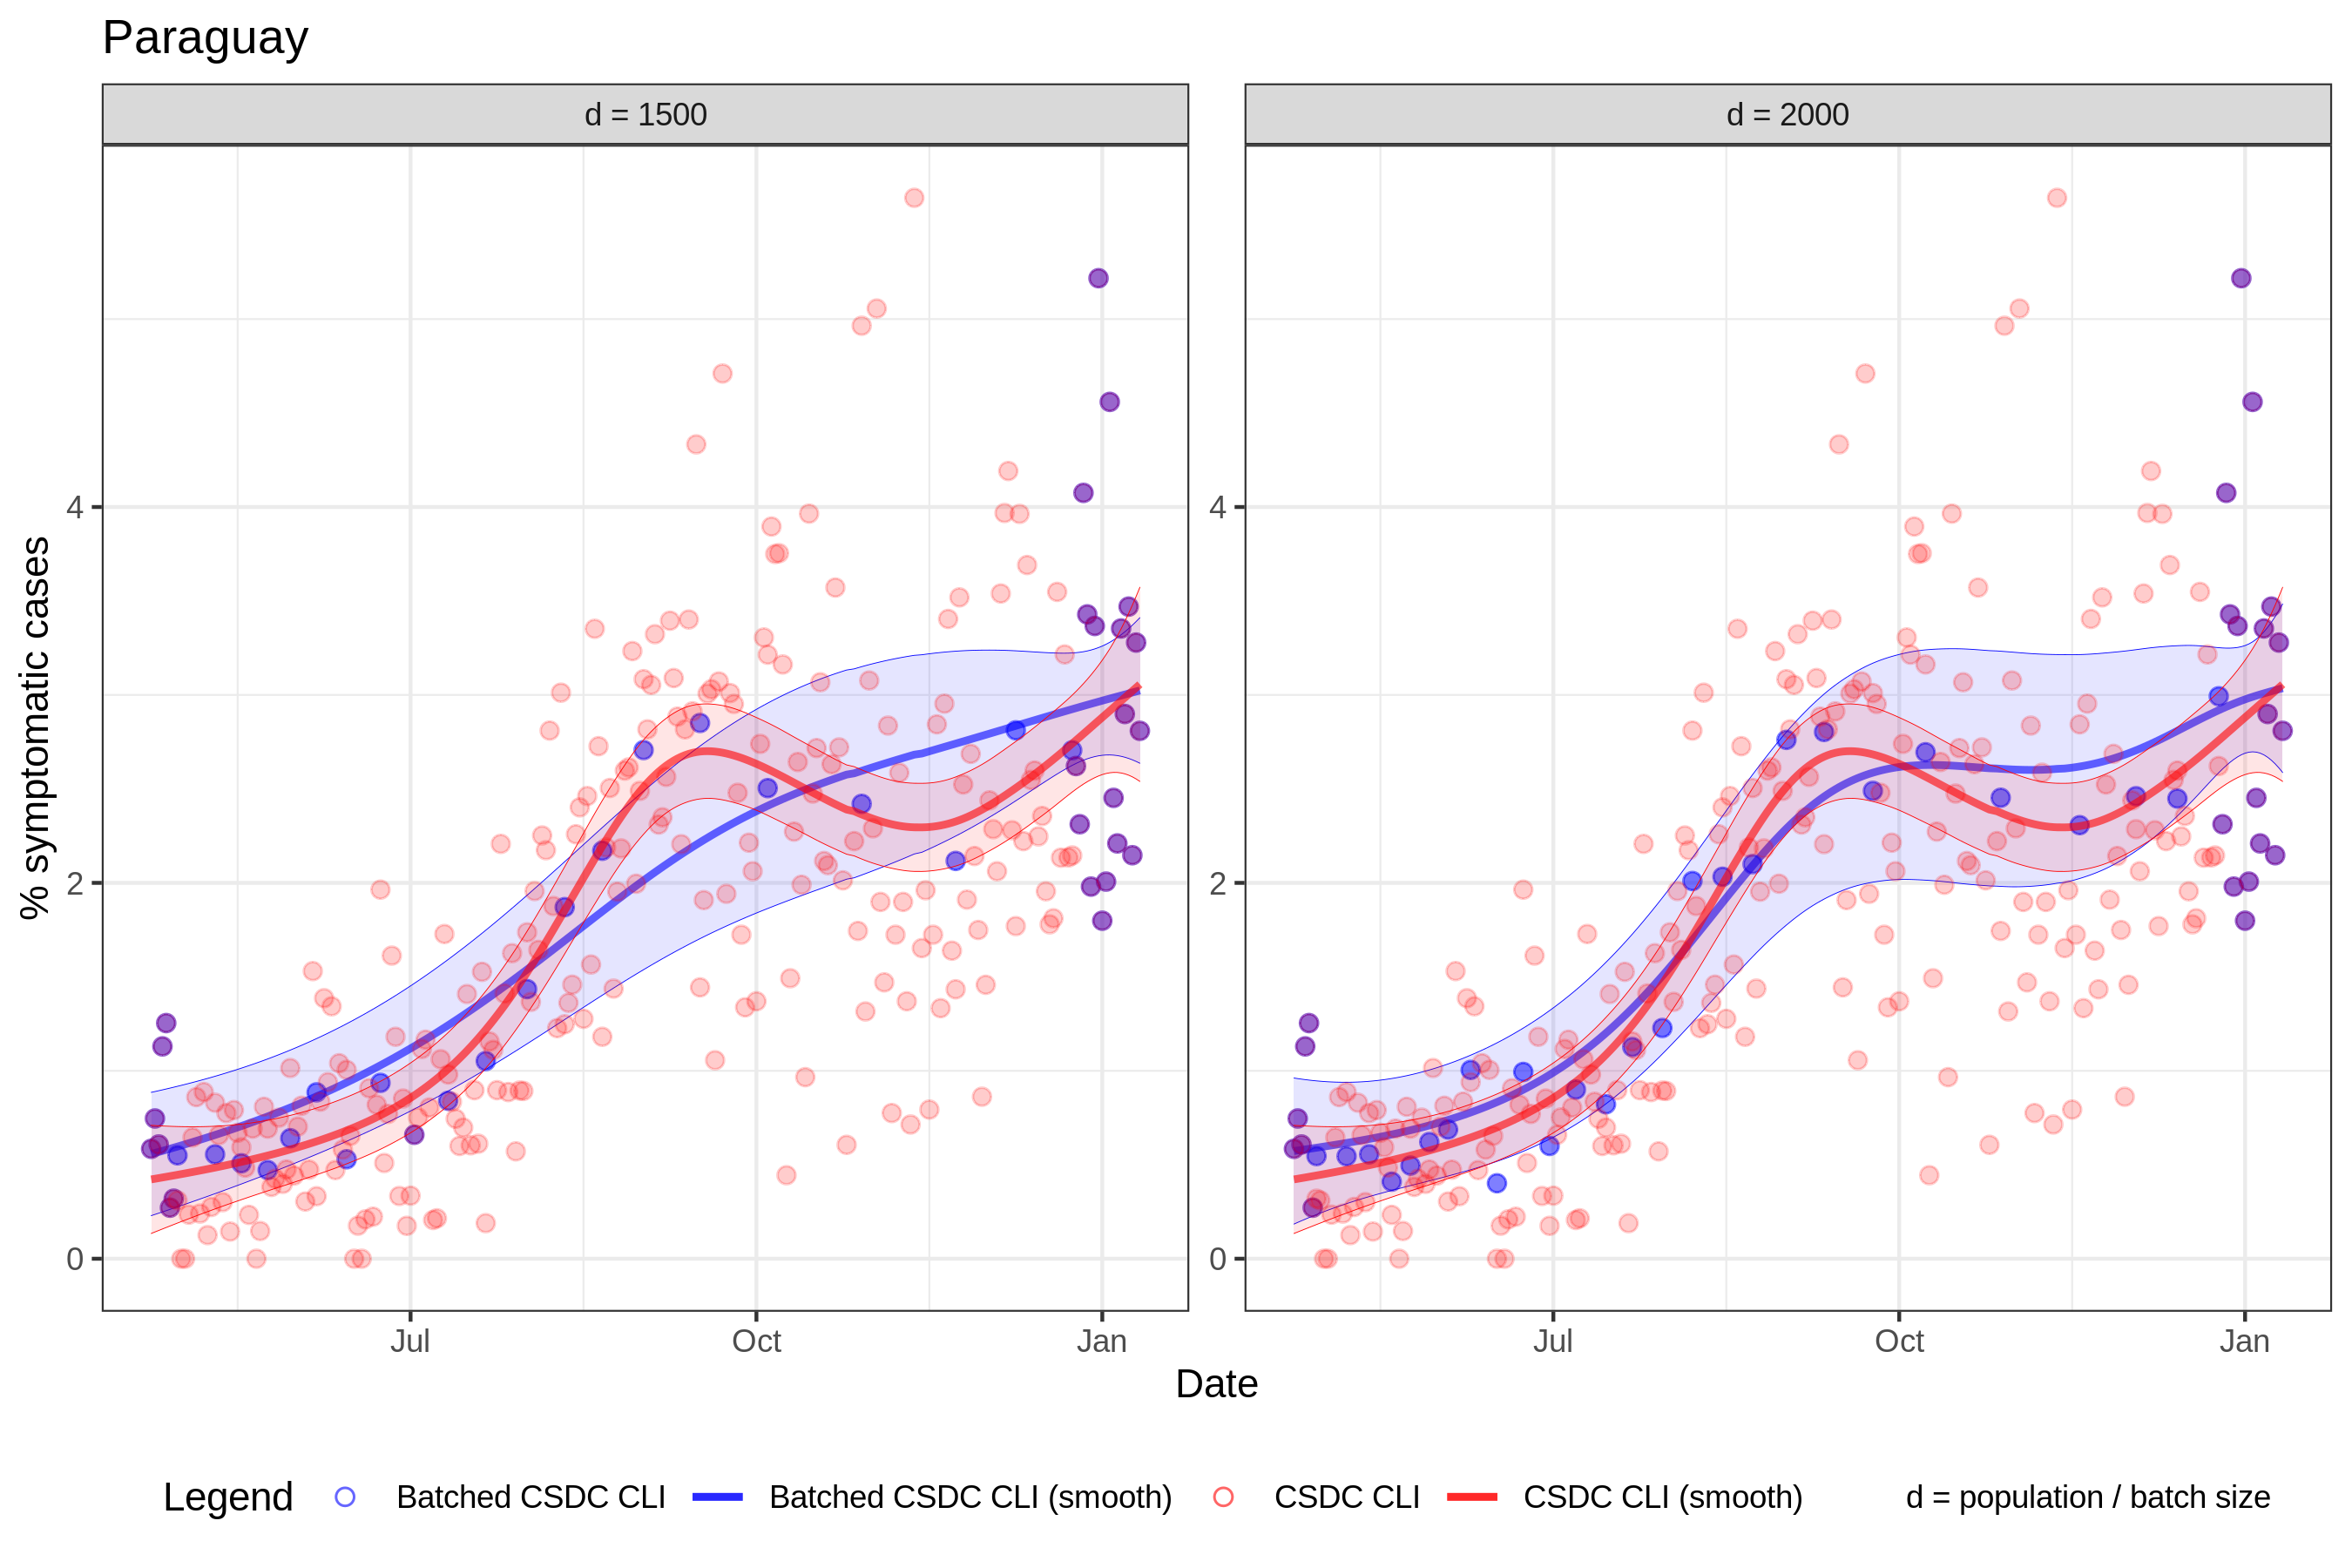 Paraguay
d = 1500
d = 2000
% symptomatic cases
4
2
0
4
2
0
Jul
Oct
Jan
Jul
Oct
Jan
Date
Legend
Batched CSDC CLI
Batched CSDC CLI (smooth)
CSDC CLI
CSDC CLI (smooth)
d = population / batch size